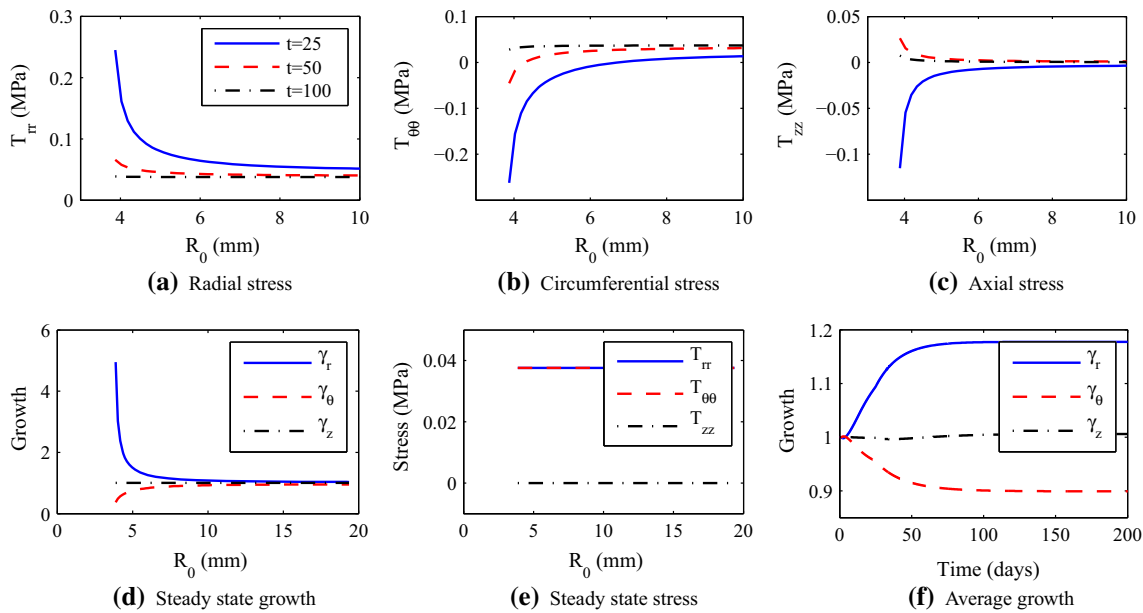 0.3
0.2
0.1
0
T_rr (MPa)
t=25
t=50
t=100
4 6 8 10
R_0 (mm)
(a) Radial stress
0.1
0
−0.1
−0.2
T_θθ (MPa)
4 6 8 10
R_0 (mm)
(b) Circumferential stress
0.05
0
−0.05
−0.1
T_zz (MPa)
4 6 8 10
R_0 (mm)
(c) Axial stress
6
4
2
0
Growth
γ_r
γ_θ
γ_z
0 5 10 15 20
R_0 (mm)
(d) Steady state growth
0.04
0.02
0
Stress (MPa)
T_rr
T_θθ
T_zz
0 5 10 15 20
R_0 (mm)
(e) Steady state stress
1.2
1.1
1
0.9
Growth
γ_r
γ_θ
γ_z
0 50 100 150 200
Time (days)
(f) Average growth